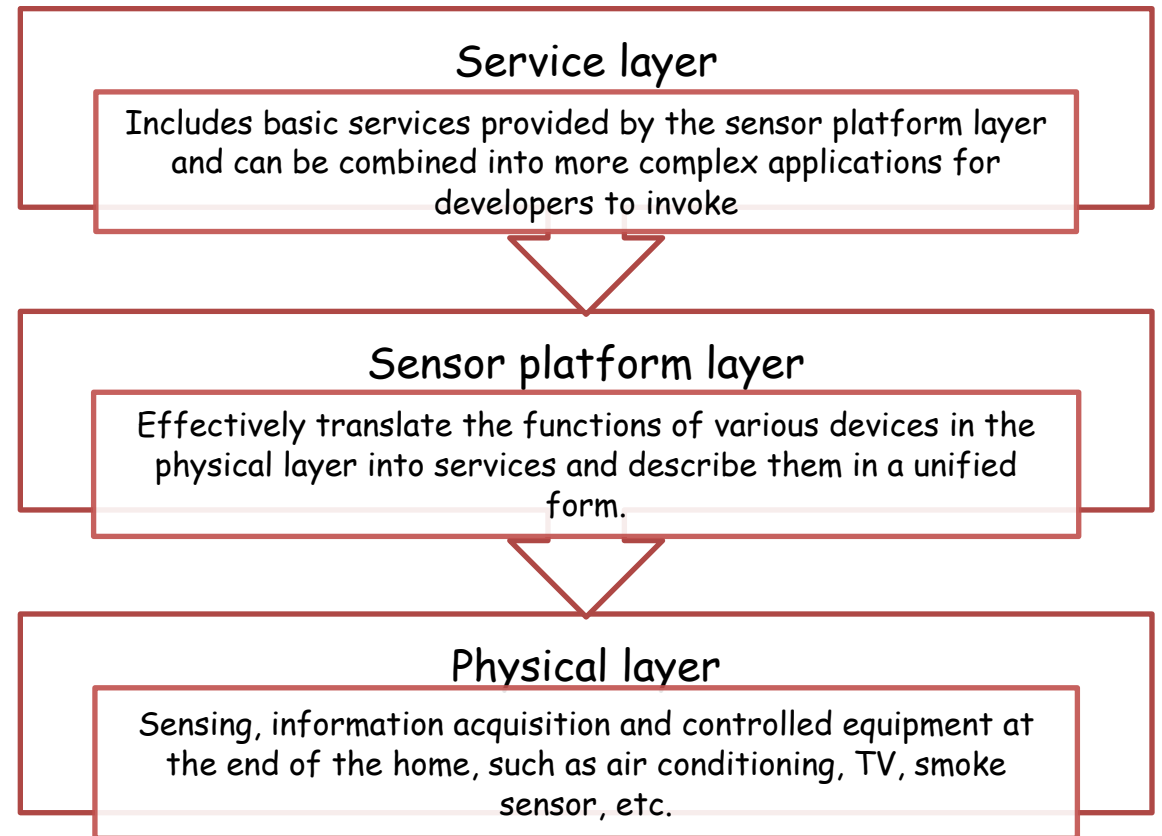 Service layer
Includes basic services provided by the sensor platform layer
and can be combined into more complex applications for
developers to invoke
Sensor platform layer
Effectively translate the functions of various devices in the
physical layer into services and describe them in a unified
form.
Physical layer
Sensing, information acquisition and controlled equipment at
the end of the home, such as air conditioning, TV, smoke
sensor, etc.